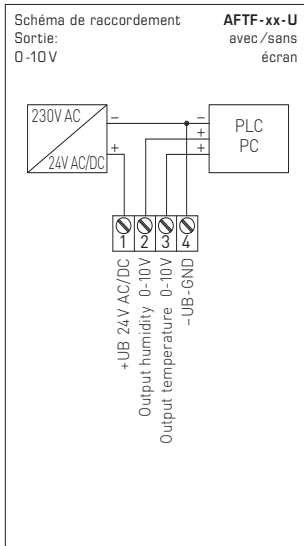 Schéma de raccordement AFTF-xx-U
Sortie: avec/sans
0-10 V écran
230V AC
24V AC/DC
− −
+ +
+
PLC
PC
1 2 3 4
+UB 24V AC/DC
Output humidity 0-10V
Output temperature 0-10V
−UB-GND